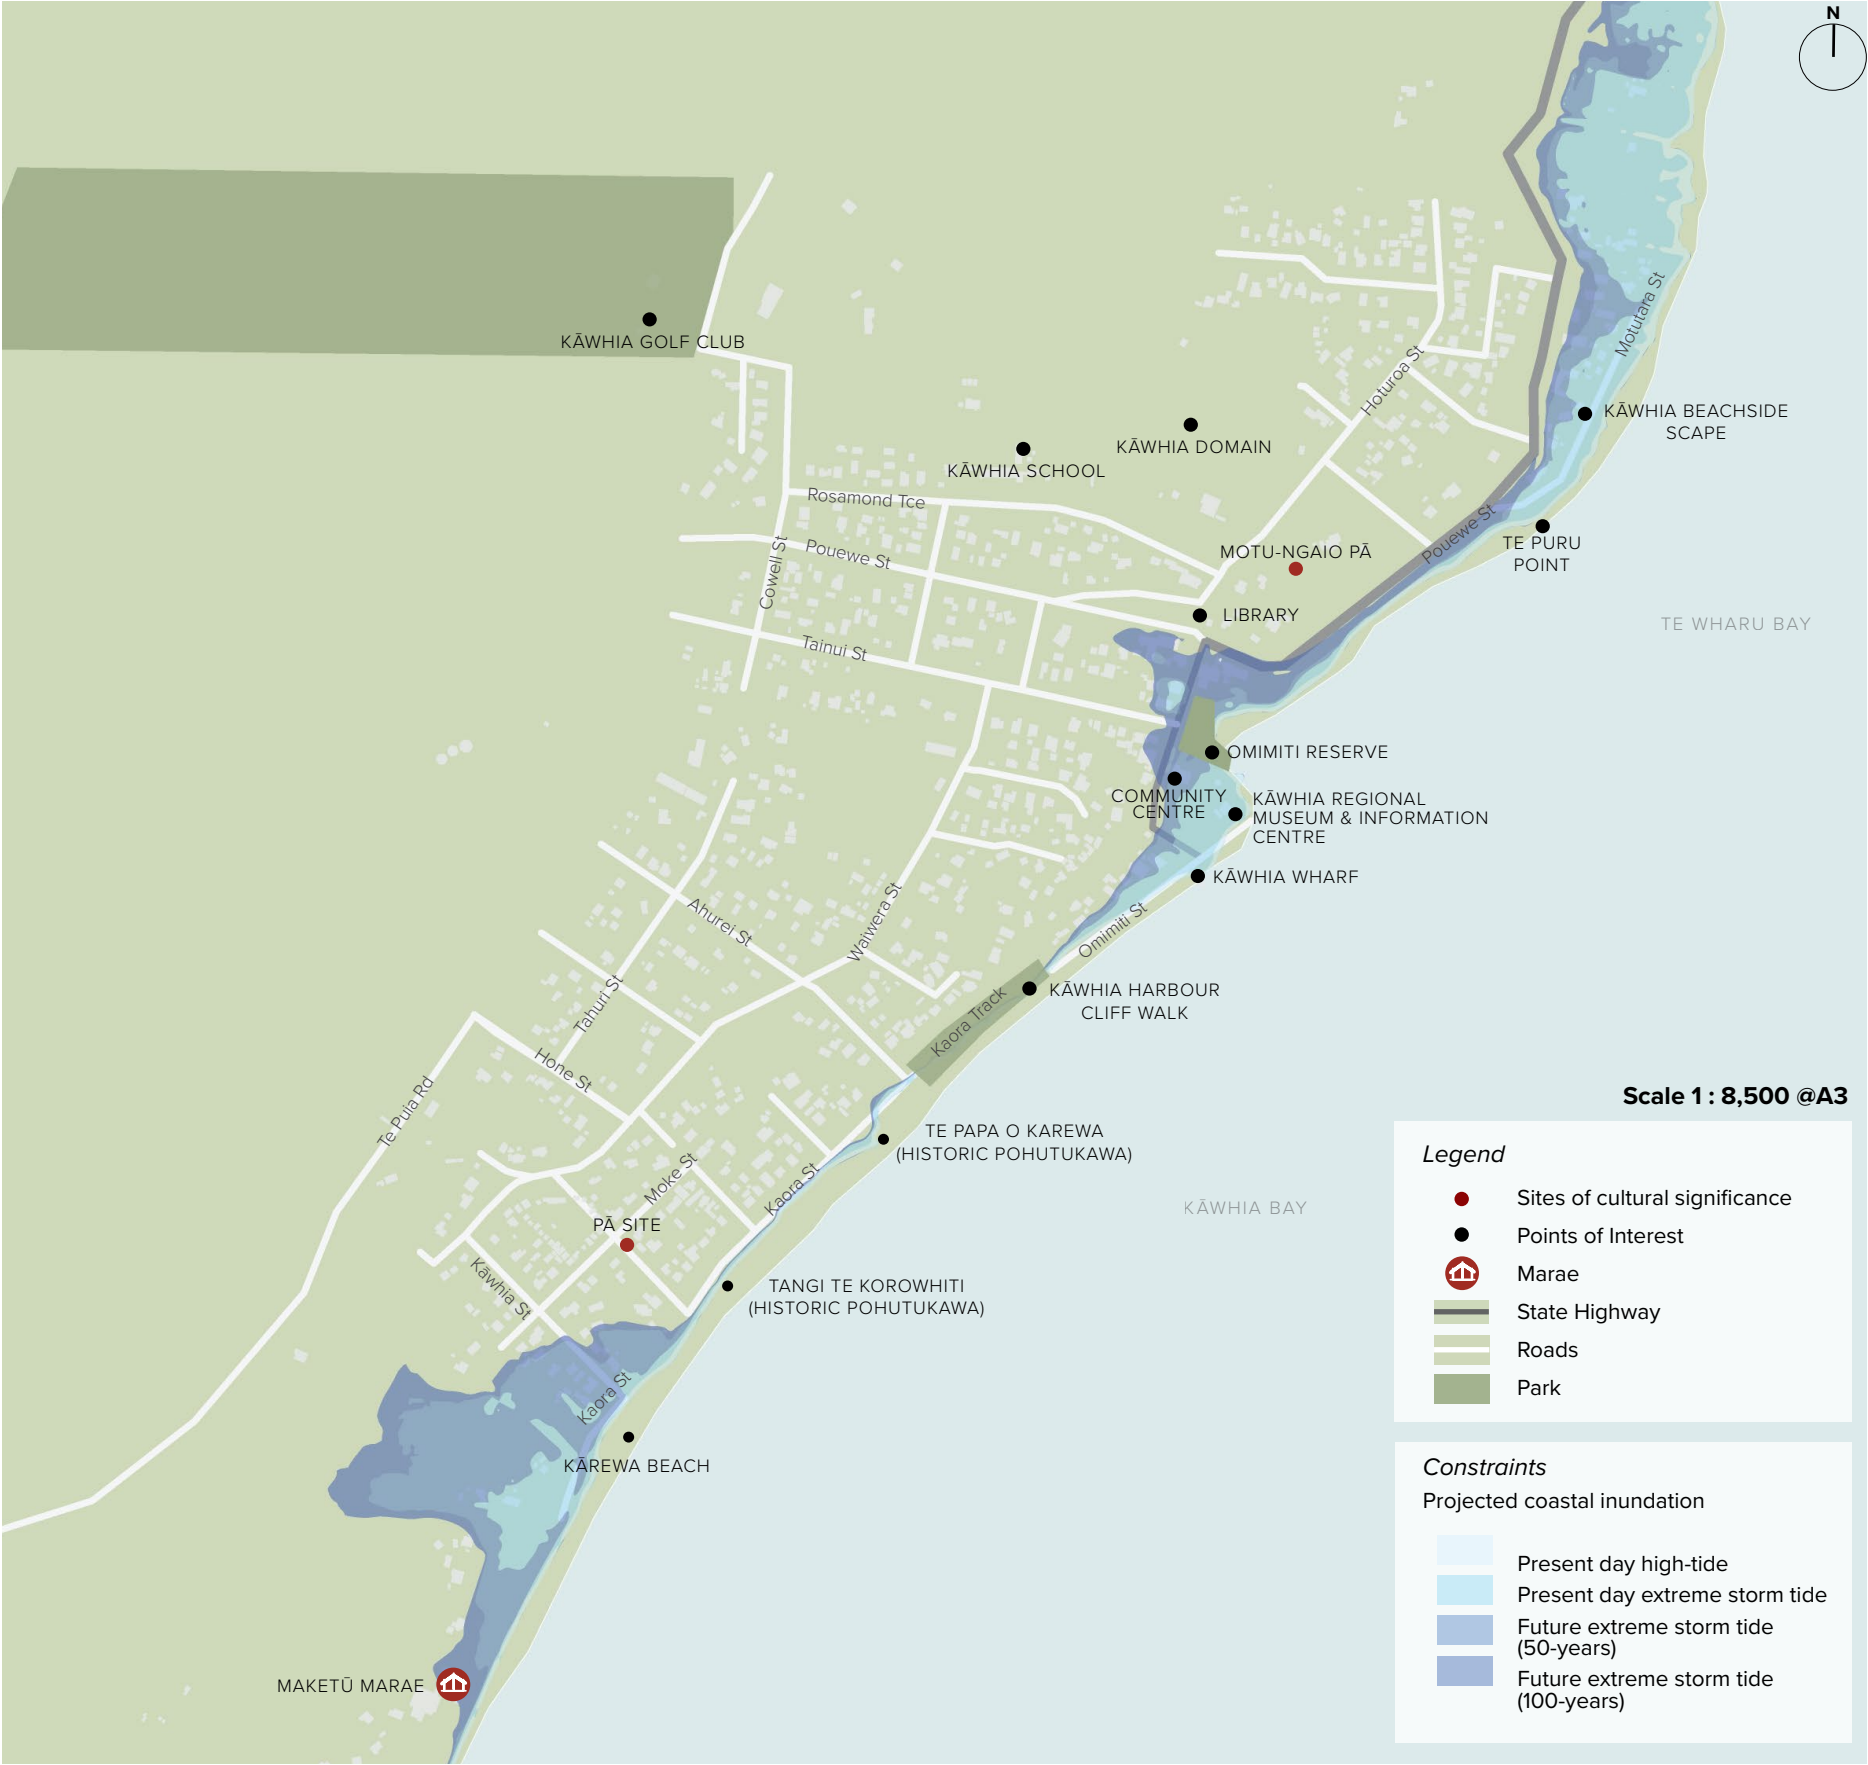 N
KĀWHIA GOLF CLUB
KĀWHIA SCHOOL
KĀWHIA DOMAIN
Hoturoa St
Motutara St
KĀWHIA BEACHSIDE
SCAPE
Rosamond Tce
Pouewe St
Cowell St
Tainui St
MOTU-NGAIO PĀ
LIBRARY
Pouewe St
TE PURU
POINT
TE WHARU BAY
OMIMITI RESERVE
COMMUNITY
CENTRE
KĀWHIA REGIONAL
MUSEUM & INFORMATION
CENTRE
KĀWHIA WHARF
Omimiti St
Waiwera St
Ahurei St
Tahuri St
Hone St
Te Puia Rd
Kaora Track
KĀWHIA HARBOUR
CLIFF WALK
TE PAPA O KAREWA
(HISTORIC POHUTUKAWA)
KĀWHIA BAY
Moke St
Kaora St
PĀ SITE
Kāwhia St
TANGI TE KOROWHITI
(HISTORIC POHUTUKAWA)
Kaora St
KĀREWA BEACH
MAKETŪ MARAE
Scale 1 : 8,500 @A3
Legend
Sites of cultural significance
Points of Interest
Marae
State Highway
Roads
Park
Constraints
Projected coastal inundation
Present day high-tide
Present day extreme storm tide
Future extreme storm tide
(50-years)
Future extreme storm tide
(100-years)